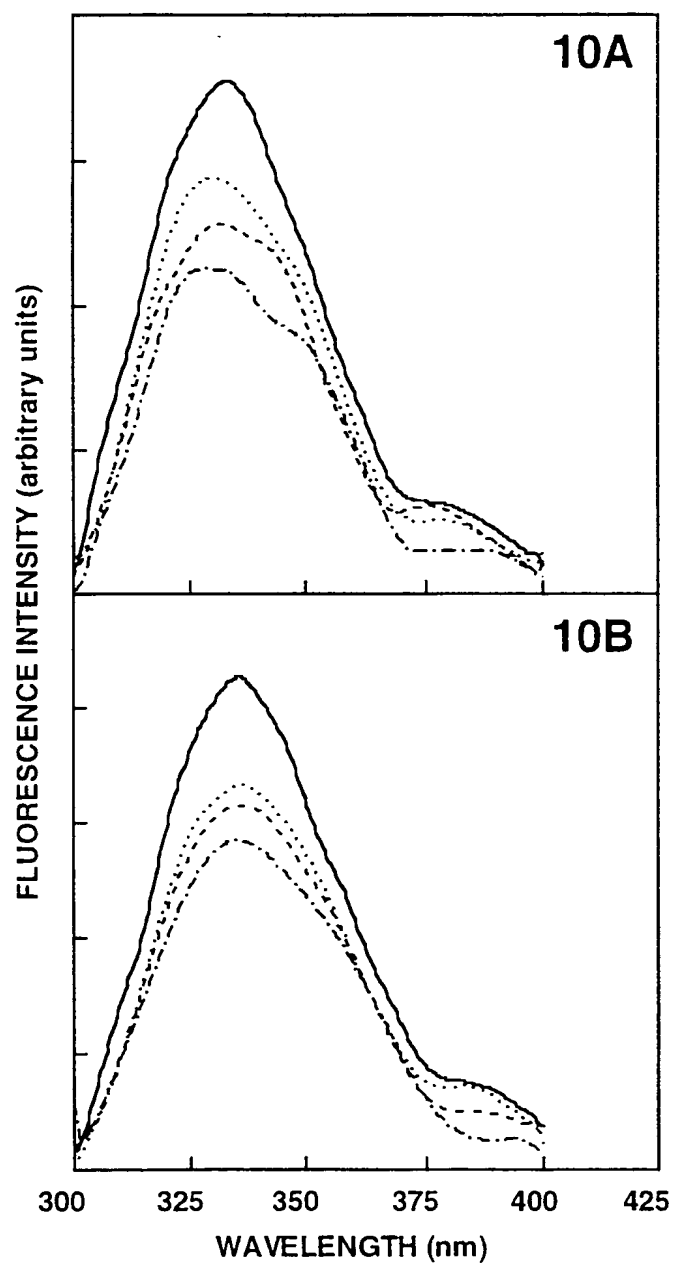 10A
10B
FLUORESCENCE INTENSITY (arbitrary units)
300 325 350 375 400 425
WAVELENGTH (nm)